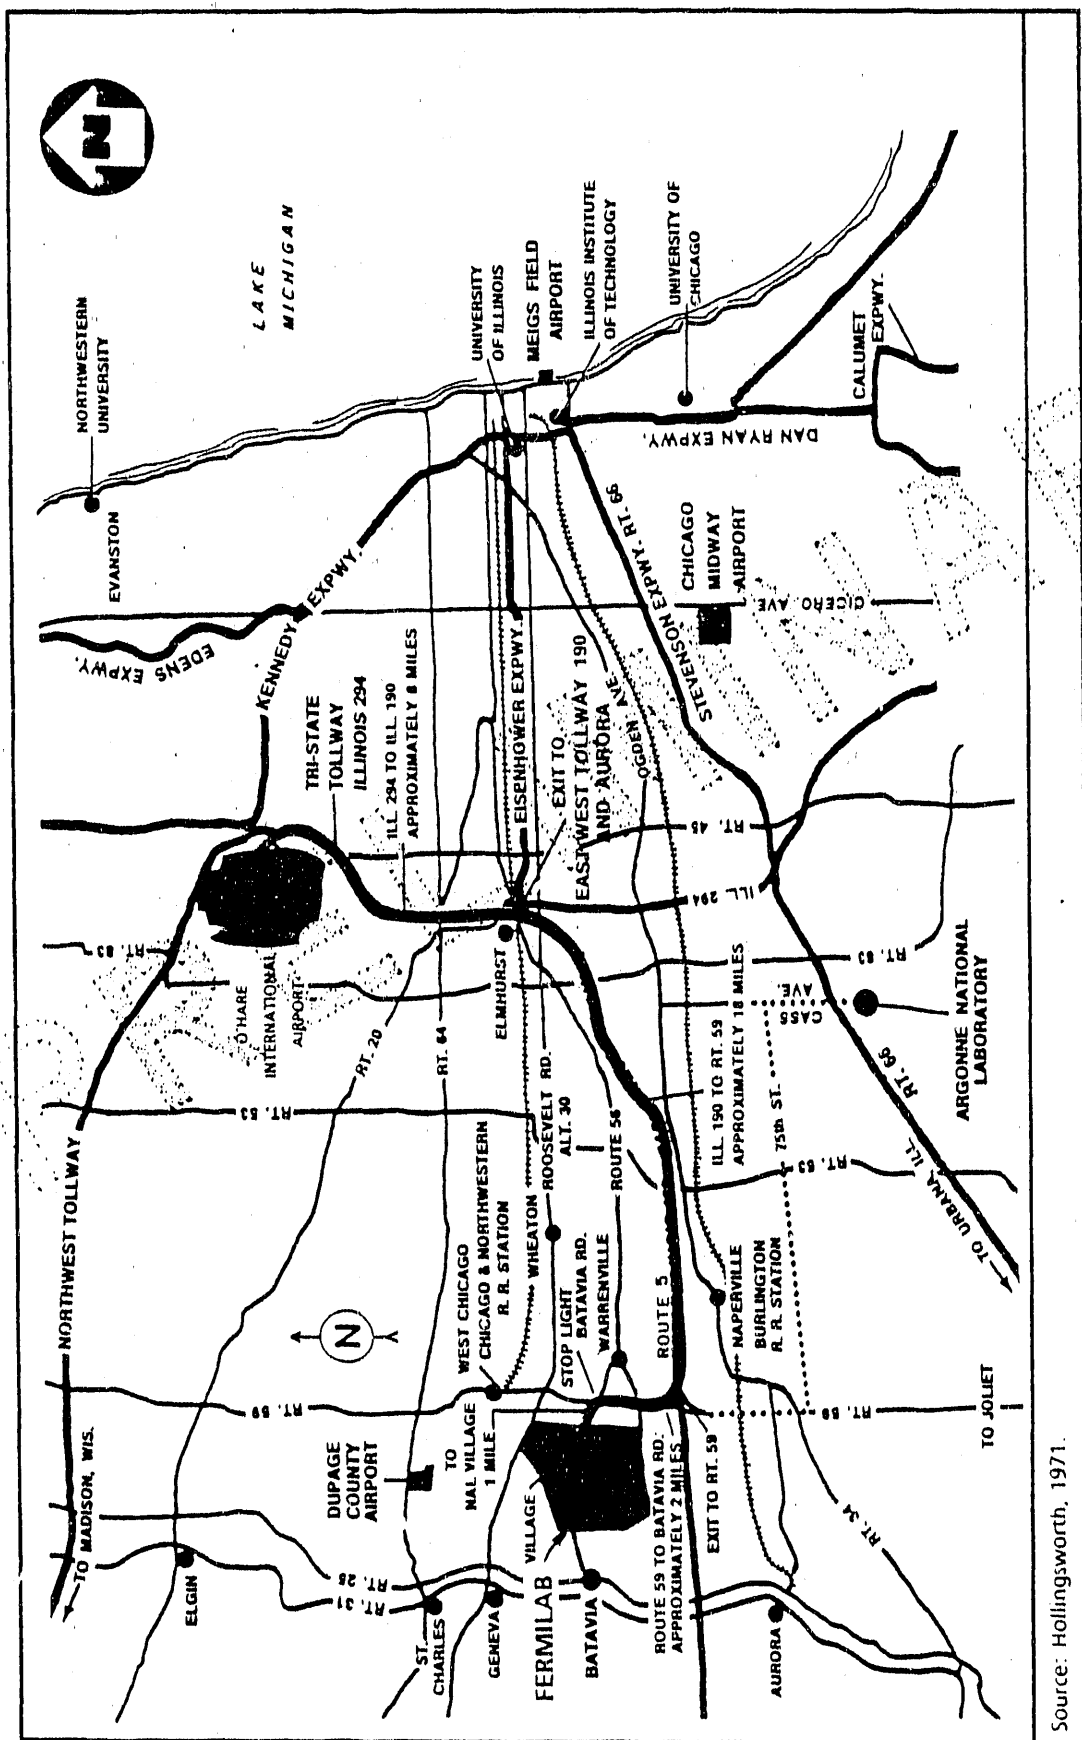 N
LAKE
MICHIGAN
NORTHWESTERN
UNIVERSITY
EVANSTON
EDENS EXPWY.
KENNEDY EXPWY.
UNIVERSITY
OF ILLINOIS
MEIGS FIELD
AIRPORT
ILLINOIS INSTITUTE
OF TECHNOLOGY
UNIVERSITY OF
CHICAGO
CALUMET
EXPWY.
DAN RYAN EXPWY.
STEVENSON EXPWY. RT. 66
CHICAGO
MIDWAY
AIRPORT
CICERO AVE
TRI-STATE
TOLLWAY
ILLINOIS 294
ILL. 294 TO ILL. 190
APPROXIMATELY 8 MILES
EISENHOWER EXPWY.
EXIT TO
EAST WEST TOLLWAY 190
AND AURORA
OGDEN AVE
RT. 45
ILL. 294
RT. 83
RT. 83
O'HARE
INTERNATIONAL
AIRPORT
RT. 20
RT. 64
ELMHURST
ROOSEVELT RD.
ALT. 30
ROUTE 56
ILL 190 TO RT. 59
APPROXIMATELY 18 MILES
CASS
AVE.
75th ST.
ARGONNE NATIONAL
LABORATORY
RT. 66
TO URBANA, ILL.
RT. 53
RT. 53
NORTHWEST TOLLWAY
TO MADISON, WIS.
N
WEST CHICAGO
CHICAGO & NORTHWESTERN
R. R. STATION
WHEATON
STOP LIGHT
BATAVIA RD.
WARRENVILLE
ROUTE 5
NAPERVILLE
BURLINGTON
R. R. STATION
RT. 59
RT. 59
TO JOLIET
DUPAGE
COUNTY
AIRPORT
TO
NAL VILLAGE
1 MILE
VILLAGE
FERMILAB
ROUTE 59 TO BATAVIA RD.
APPROXIMATELY 2 MILES
EXIT TO RT. 59
RT. 34
ELGIN
RT. 25
RT. 31
ST.
CHARLES
GENEVA
BATAVIA
AURORA
Source: Hollingsworth, 1971.